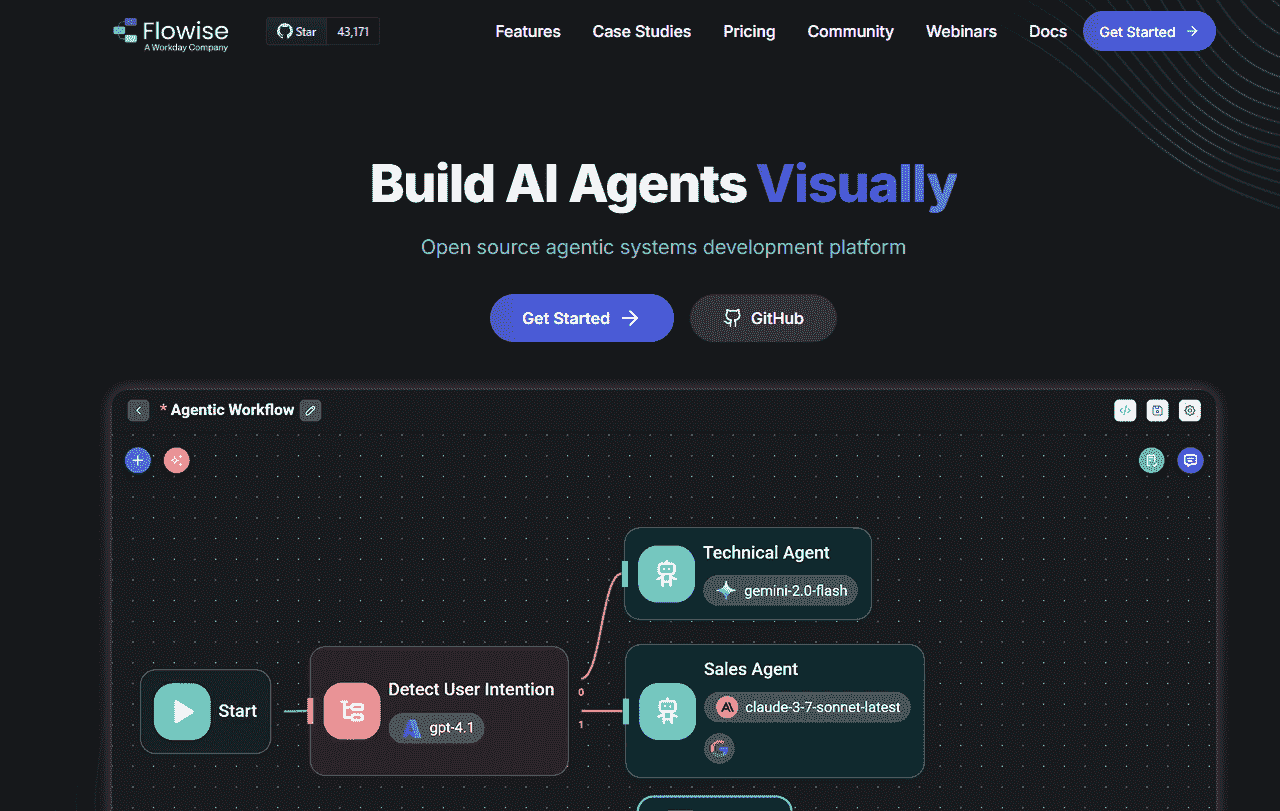 Flowise
A Workday Company
Star 43,171
Features Case Studies Pricing Community Webinars Docs Get Started
Build AI Agents Visually
Open source agentic systems development platform
Get Started GitHub
* Agentic Workflow
Technical Agent
gemini-2.0-flash
Sales Agent
claude-3-7-sonnet-latest
Start
Detect User Intention
gpt-4.1
0
1